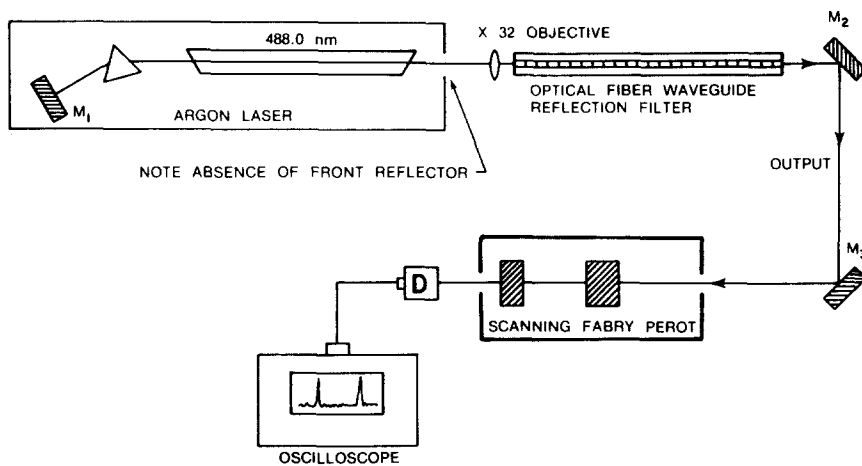 488.0 nm
M1
ARGON LASER
NOTE ABSENCE OF FRONT REFLECTOR
X 32 OBJECTIVE
OPTICAL FIBER WAVEGUIDE
REFLECTION FILTER
M2
OUTPUT
M3
SCANNING FABRY PEROT
D
OSCILLOSCOPE